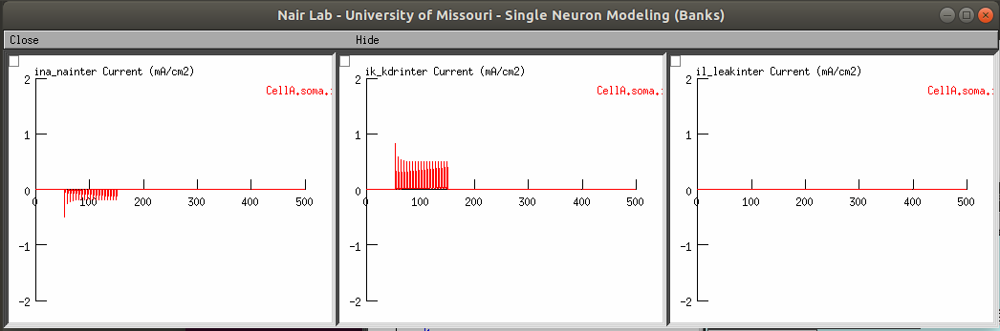 Nair Lab - University of Missouri - Single Neuron Modeling (Banks)
Close Hide
ina_nainter Current (mA/cm2)
CellA.soma.
2
1
0
0 100 200 300 400 500
-1
-2
ik_kdrinter Current (mA/cm2)
CellA.soma.
2
1
0
0 100 200 300 400 500
-1
-2
il_leakinter Current (mA/cm2)
CellA.soma.
2
1
0
0 100 200 300 400 500
-1
-2